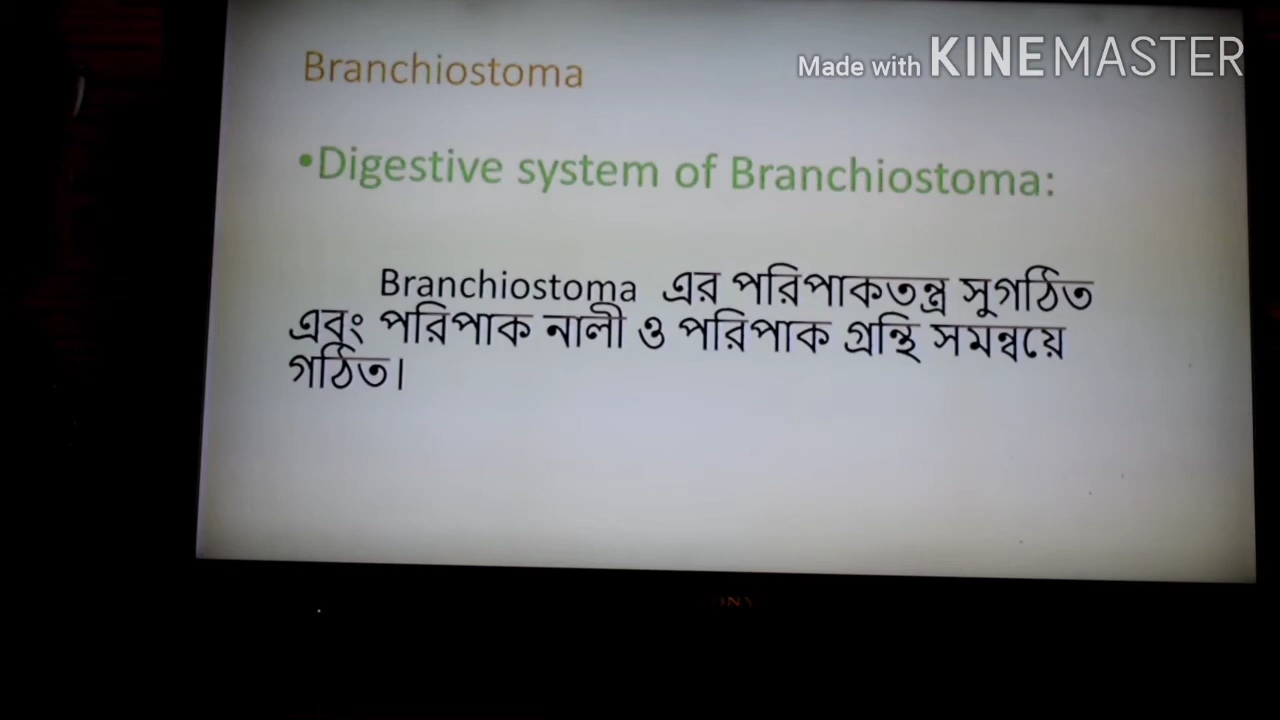 Branchiostoma
Made with KINEMASTER
•Digestive system of Branchiostoma:
Branchiostoma এর পরিপাকতন্ত্র সুগঠিত
এবং পরিপাক নালী ও পরিপাক গ্রন্থি সমন্বয়ে
গঠিত।